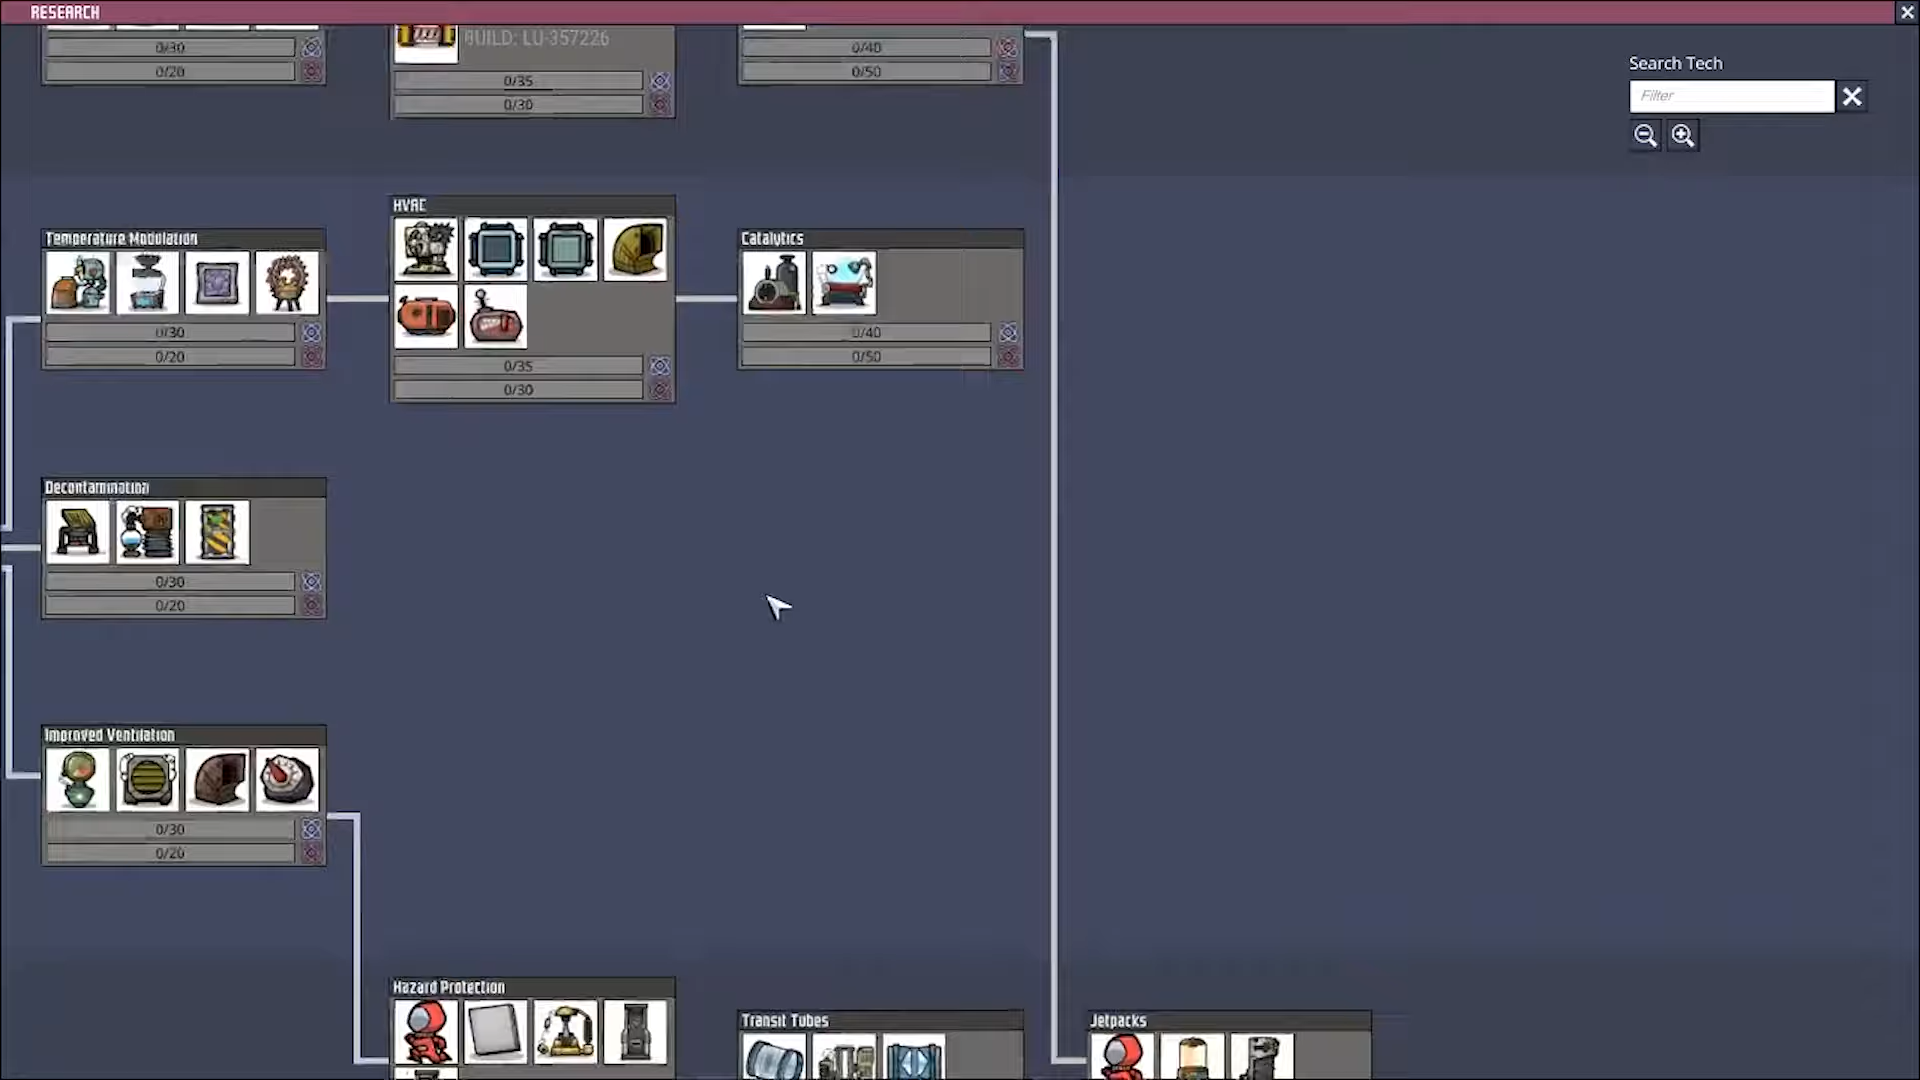 RESEARCH
0/30
0/20
BUILD: LU-357226
0/35
0/30
0/40
0/50
Search Tech
Filter
Temperature Modulation
0/30
0/20
HVAC
0/35
0/30
Catalytics
0/40
0/50
Decontamination
0/30
0/20
Improved Ventilation
0/30
0/20
Hazard Protection
Transit Tubes
Jetpacks